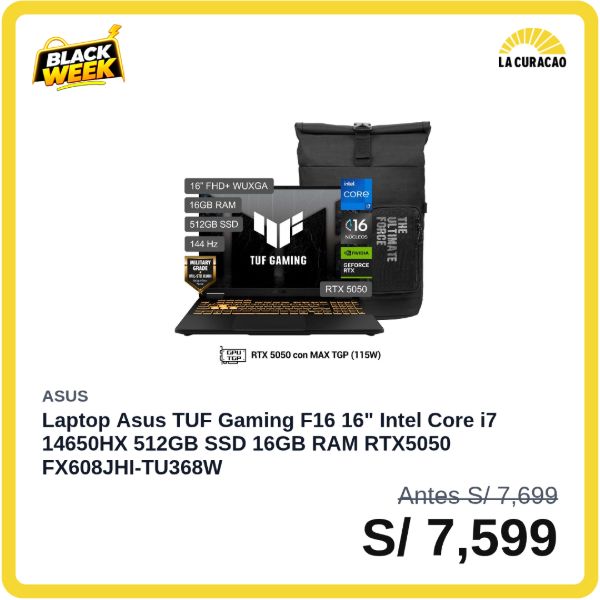 BLACK
WEEK
LA CURACAO
16" FHD+ WUXGA
16GB RAM
512GB SSD
144 Hz
MILITARY
GRADE
TUF GAMING
intel
CORE
i7
16
NÚCLEOS
NVIDIA
GEFORCE
RTX
RTX 5050
THE
ULTIMATE
FORCE
GPU
TGP
RTX 5050 con MAX TGP (115W)
ASUS
Laptop Asus TUF Gaming F16 16" Intel Core i7
14650HX 512GB SSD 16GB RAM RTX5050
FX608JHI-TU368W
Antes S/ 7,699
S/ 7,599